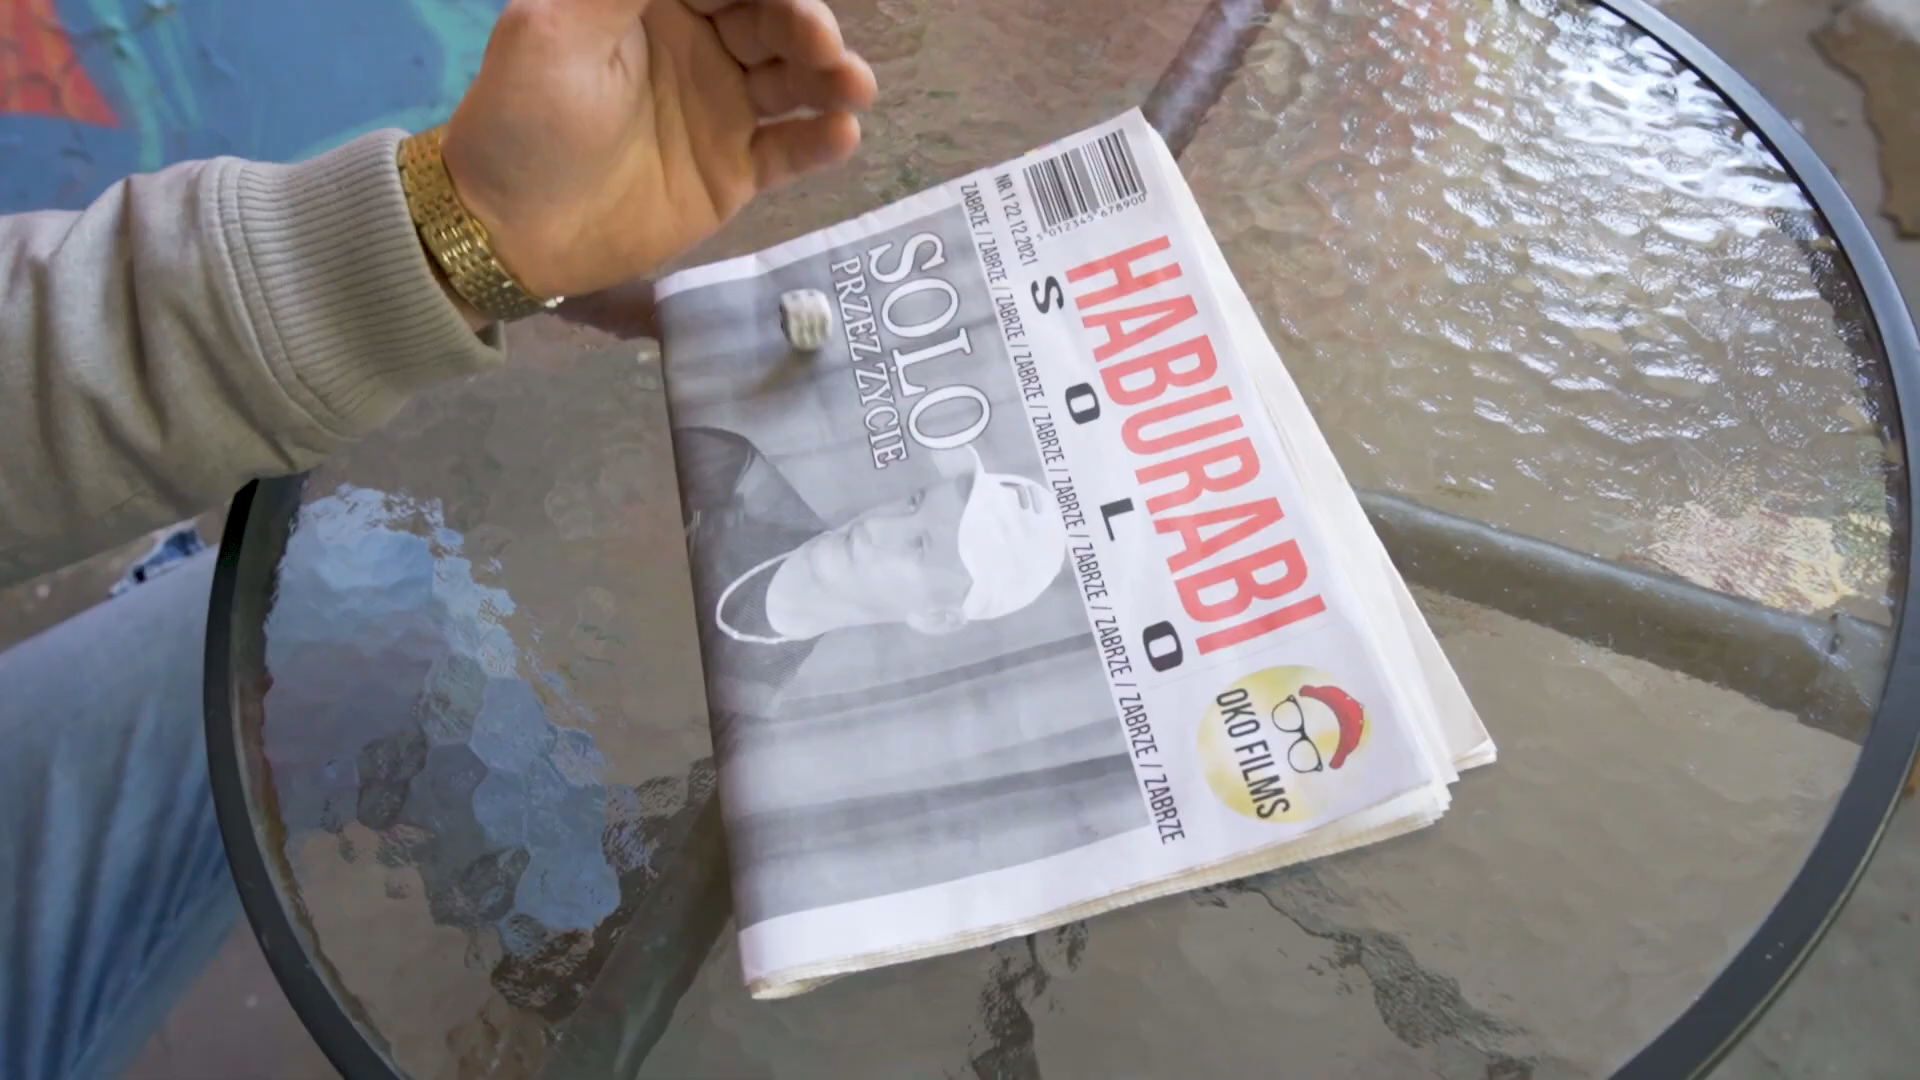 HABURABI
S O L O
OKO FILMS
5 012345 678900
NR.1 22.12.2021
ZABRZE / ZABRZE / ZABRZE / ZABRZE / ZABRZE / ZABRZE / ZABRZE / ZABRZE / ZABRZE / ZABRZE
SOLO
PRZEZ ŻYCIE